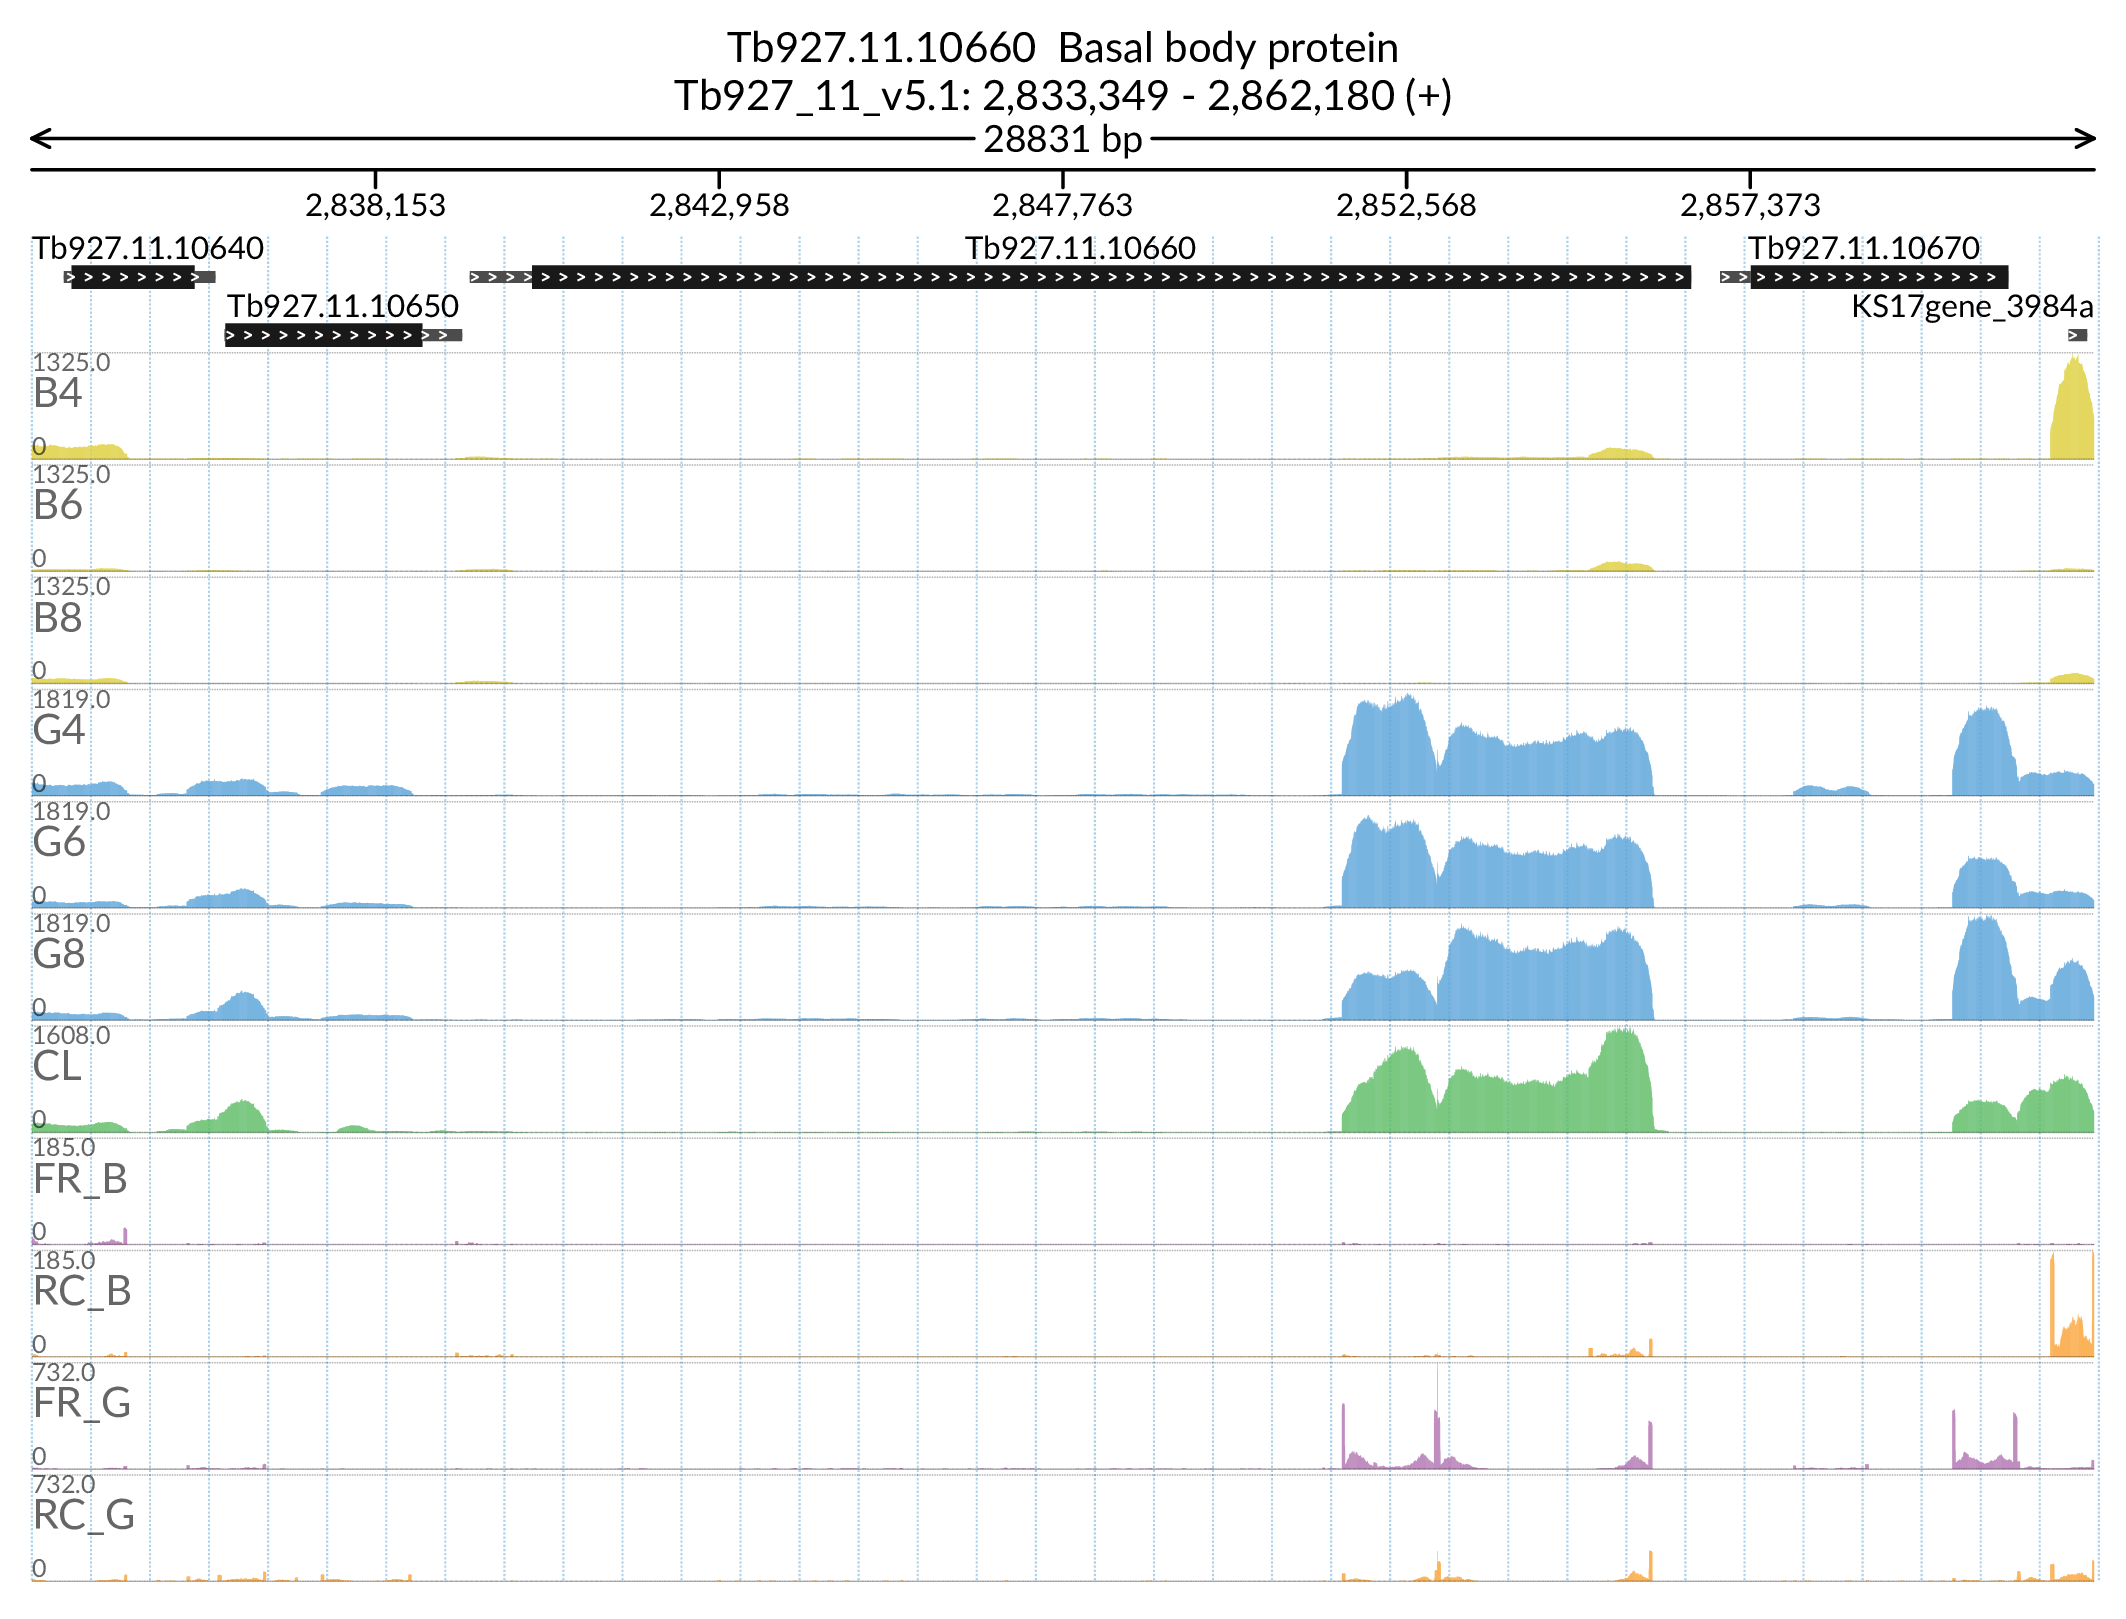 Tb927.11.10660  Basal body protein
Tb927_11_v5.1: 2,833,349 - 2,862,180 (+)
28831 bp
2,838,153 2,842,958 2,847,763 2,852,568 2,857,373
Tb927.11.10640 Tb927.11.10660 Tb927.11.10670
Tb927.11.10650 KS17gene_3984a
1325.0
B4
0
1325.0
B6
0
1325.0
B8
0
1819.0
G4
0
1819.0
G6
0
1819.0
G8
0
1608.0
CL
0
185.0
FR_B
0
185.0
RC_B
0
732.0
FR_G
0
732.0
RC_G
0